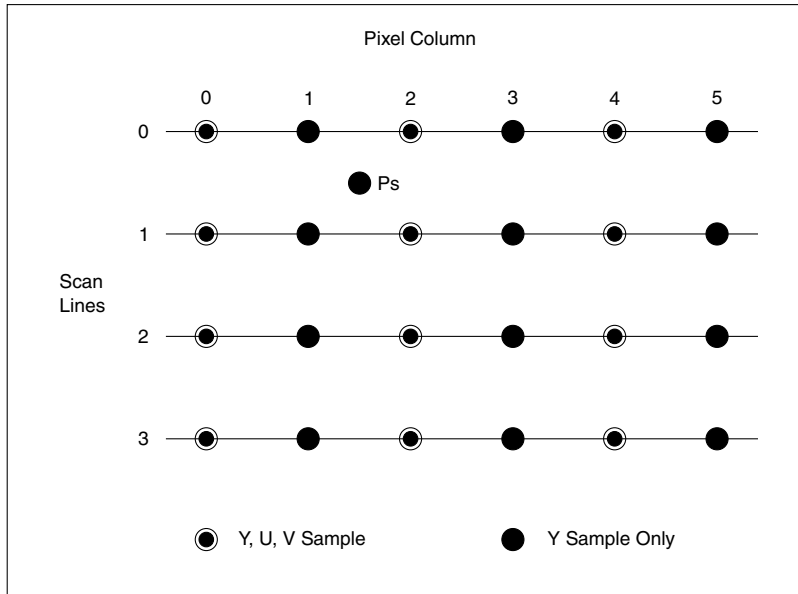 Pixel Column
0 1 2 3 4 5
0
Ps
1
Scan
Lines
2
3
Y, U, V Sample
Y Sample Only